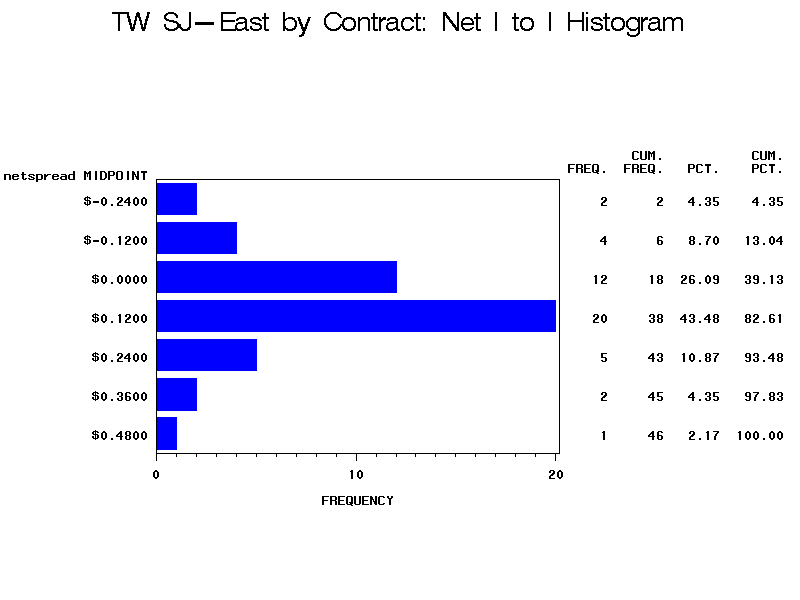 TW SJ-East by Contract: Net I to I Histogram
netspread MIDPOINT FREQ. CUM. FREQ. PCT. CUM. PCT.
$-0.2400 2 2 4.35 4.35
$-0.1200 4 6 8.70 13.04
$0.0000 12 18 26.09 39.13
$0.1200 20 38 43.48 82.61
$0.2400 5 43 10.87 93.48
$0.3600 2 45 4.35 97.83
$0.4800 1 46 2.17 100.00
0 10 20
FREQUENCY